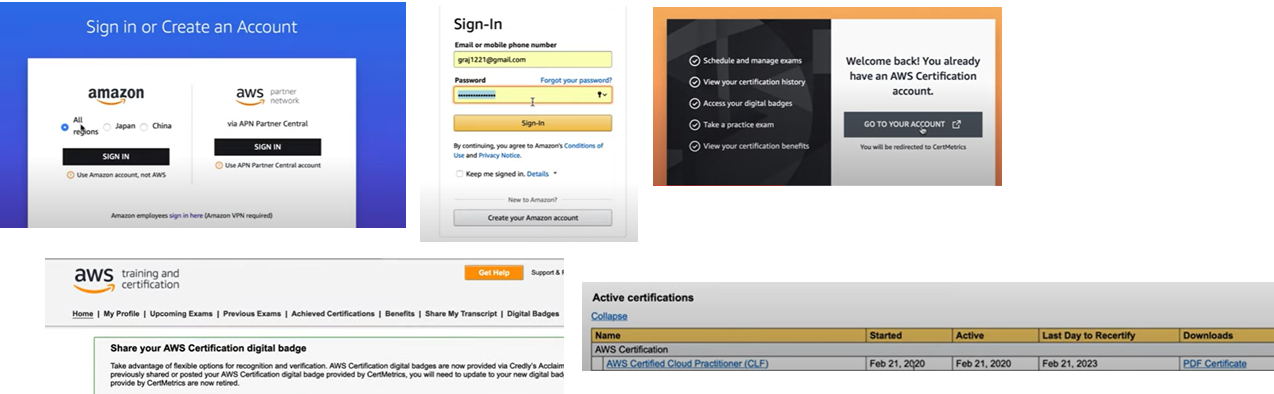 Sign in or Create an Account
amazon
All regions
Japan
China
SIGN IN
Use Amazon account, not AWS
aws partner network
via APN Partner Central
SIGN IN
Use APN Partner Central account
Amazon employees sign in here (Amazon VPN required)
Sign-In
Email or mobile phone number
graj1221@gmail.com
Password
Forgot your password?
Sign-In
By continuing, you agree to Amazon's Conditions of
Use and Privacy Notice.
Keep me signed in. Details
New to Amazon?
Create your Amazon account
Schedule and manage exams
View your certification history
Access your digital badges
Take a practice exam
View your certification benefits
Welcome back! You already
have an AWS Certification
account.
GO TO YOUR ACCOUNT
You will be redirected to CertMetrics
aws training and certification
Get Help
Support &
Home | My Profile | Upcoming Exams | Previous Exams | Achieved Certifications | Benefits | Share My Transcript | Digital Badges
Share your AWS Certification digital badge
Take advantage of flexible options for recognition and verification. AWS Certification digital badges are now provided via Credly's Acclaim
previously shared or posted your AWS Certification digital badge provided by CertMetrics, you will need to update to your new digital bad
provide by CertMetrics are now retired.
Active certifications
Collapse
Name Started Active Last Day to Recertify Downloads
AWS Certification
AWS Certified Cloud Practitioner (CLF) Feb 21, 2020 Feb 21, 2020 Feb 21, 2023 PDF Certificate